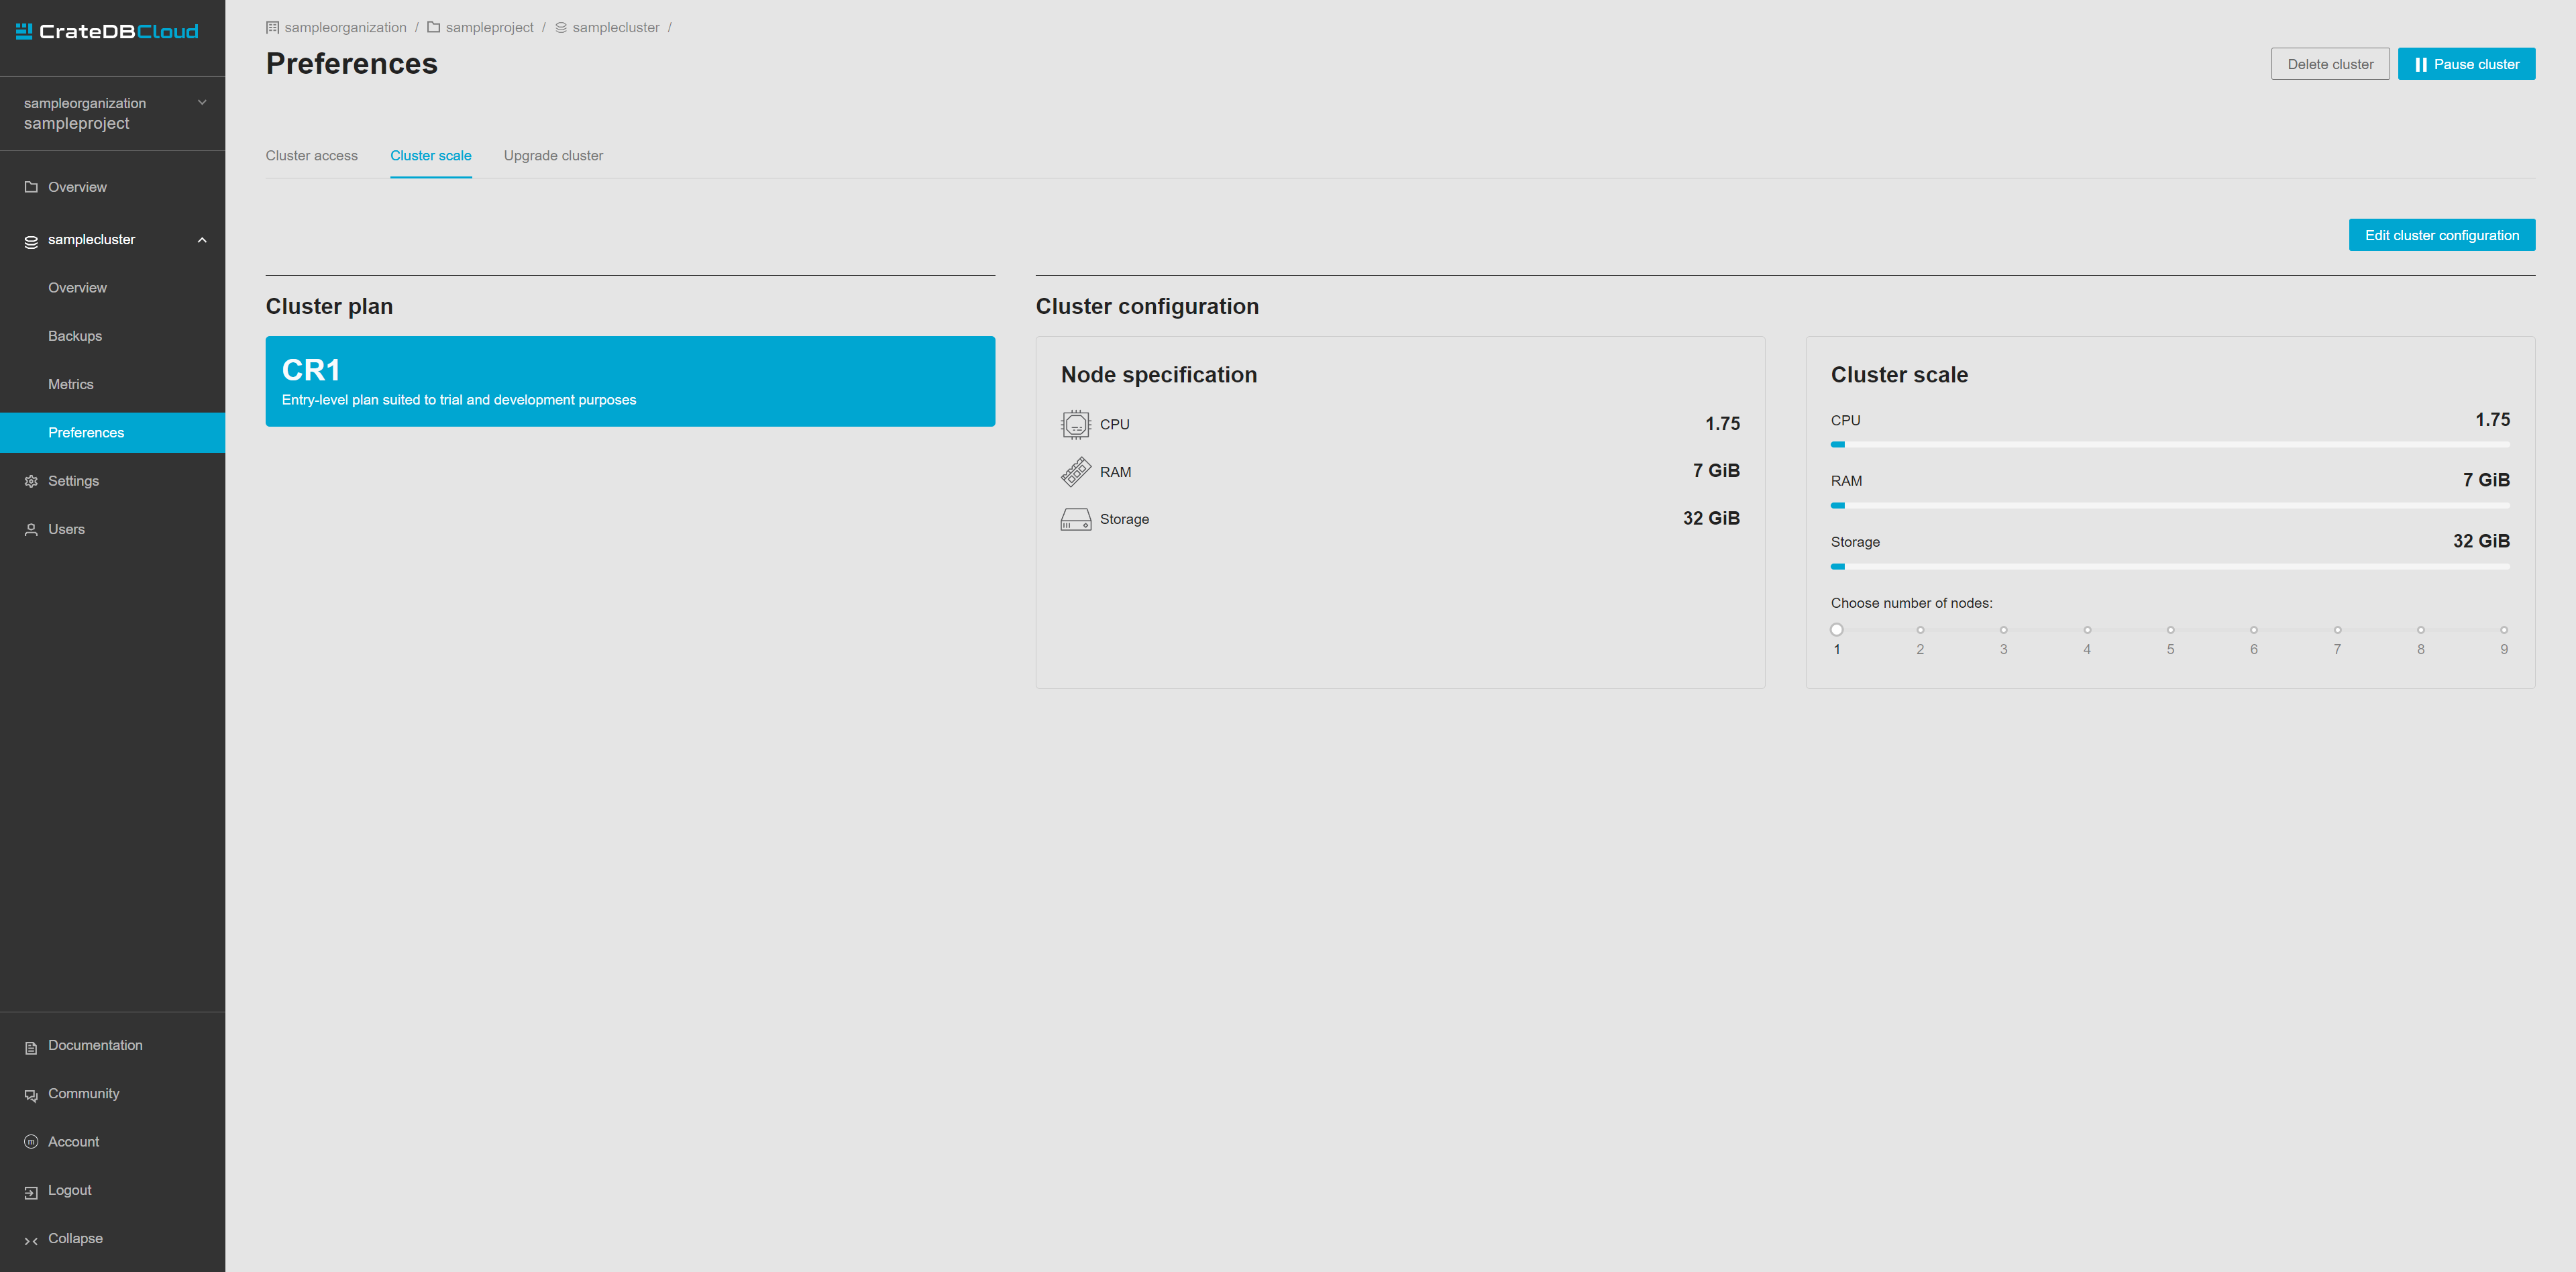 CrateDBCloud
sampleorganization
sampleproject
Overview
samplecluster
Overview
Backups
Metrics
Preferences
Settings
Users
Documentation
Community
m
Account
Logout
Collapse
sampleorganization / sampleproject / samplecluster /
Preferences
Delete cluster
Pause cluster
Cluster access Cluster scale Upgrade cluster
Edit cluster configuration
Cluster plan
CR1
Entry-level plan suited to trial and development purposes
Cluster configuration
Node specification
CPU 1.75
RAM 7 GiB
Storage 32 GiB
Cluster scale
CPU 1.75
RAM 7 GiB
Storage 32 GiB
Choose number of nodes:
1 2 3 4 5 6 7 8 9